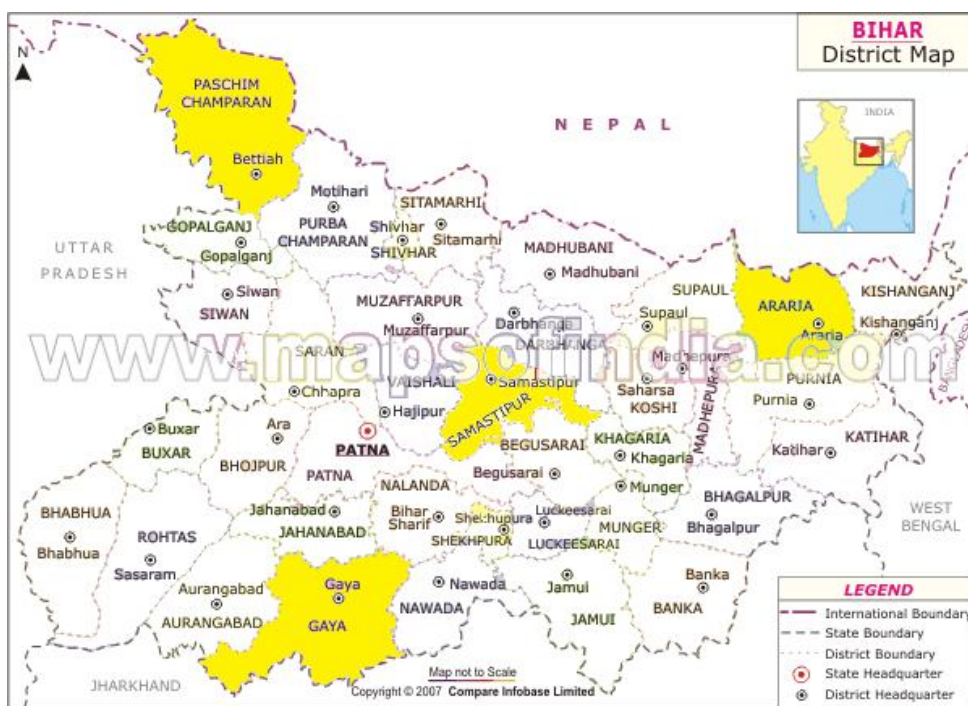 BIHAR
District Map
N
INDIA
NEPAL
PASCHIM
CHAMPARAN
Bettiah
Motihari
PURBA
CHAMPARAN
SITAMARHI
Shivhar
SHIVHAR
Sitamarhi
GOPALGANJ
Gopalganj
UTTAR
PRADESH
MADHUBANI
Madhubani
Siwan
SIWAN
MUZAFFARPUR
Muzaffarpur
Darbhanga
DARBHANGA
SUPAUL
Supaul
ARARIA
Araria
KISHANGANJ
Kishanganj
www.mapsofindia.com
BANGLADESH
SARAN
Chhapra
VAISHALI
Hajipur
Samastipur
SAMASTIPUR
Madhepura
MADHEPURA
Saharsa
KOSHI
PURNIA
Purnia
Buxar
BUXAR
Ara
BHOJPUR
PATNA
PATNA
BEGUSARAI
Begusarai
KHAGARIA
Khagaria
KATIHAR
Katihar
NALANDA
Bihar
Sharif
Munger
MUNGER
BHAGALPUR
Bhagalpur
WEST
BENGAL
BHABHUA
Bhabhua
ROHTAS
Sasaram
Jahanabad
JAHANABAD
Shekhpura
SHEKHPURA
Luckeesarai
LUCKEESARAI
Aurangabad
AURANGABAD
Gaya
GAYA
Nawada
NAWADA
Jamui
JAMUI
Banka
BANKA
JHARKHAND
Map not to Scale
Copyright © 2007 Compare Infobase Limited
LEGEND
International Boundary
State Boundary
District Boundary
State Headquarter
District Headquarter